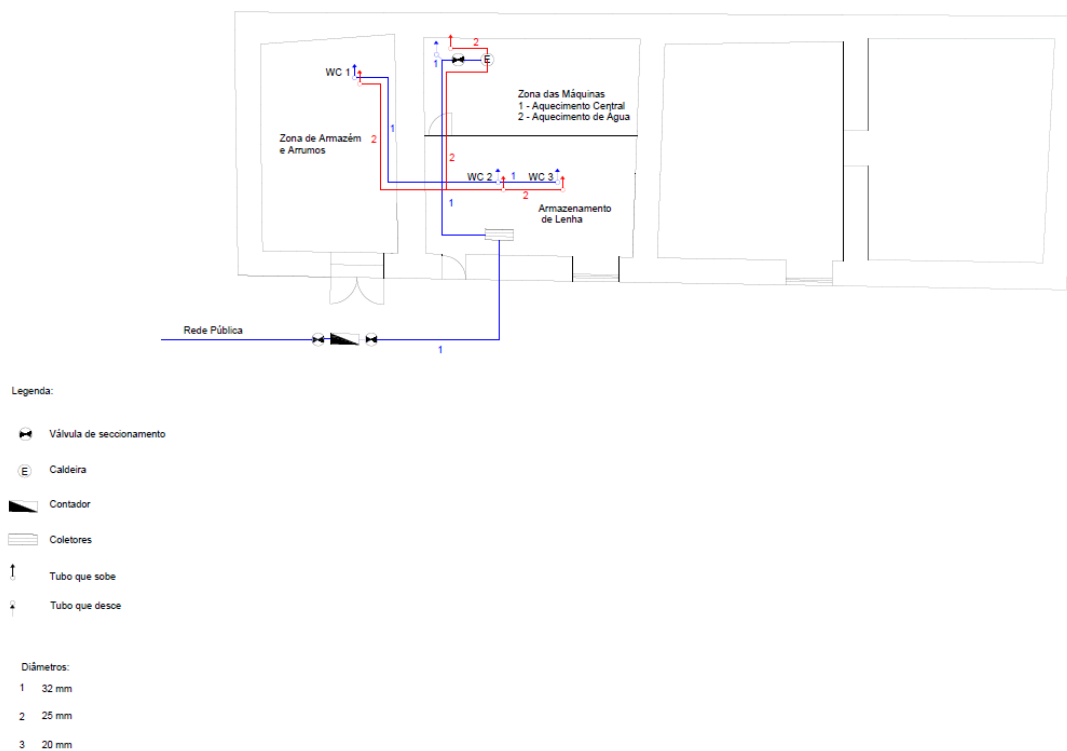 2
1
E
WC 1
Zona das Máquinas
1 - Aquecimento Central
2 - Aquecimento de Água
1
Zona de Armazém
e Arrumos
2
2
WC 2
1
WC 3
2
1
Armazenamento
de Lenha
Rede Pública
1
Legenda:
Válvula de seccionamento
E
Caldeira
Contador
Coletores
Tubo que sobe
Tubo que desce
Diâmetros:
1 32 mm
2 25 mm
3 20 mm